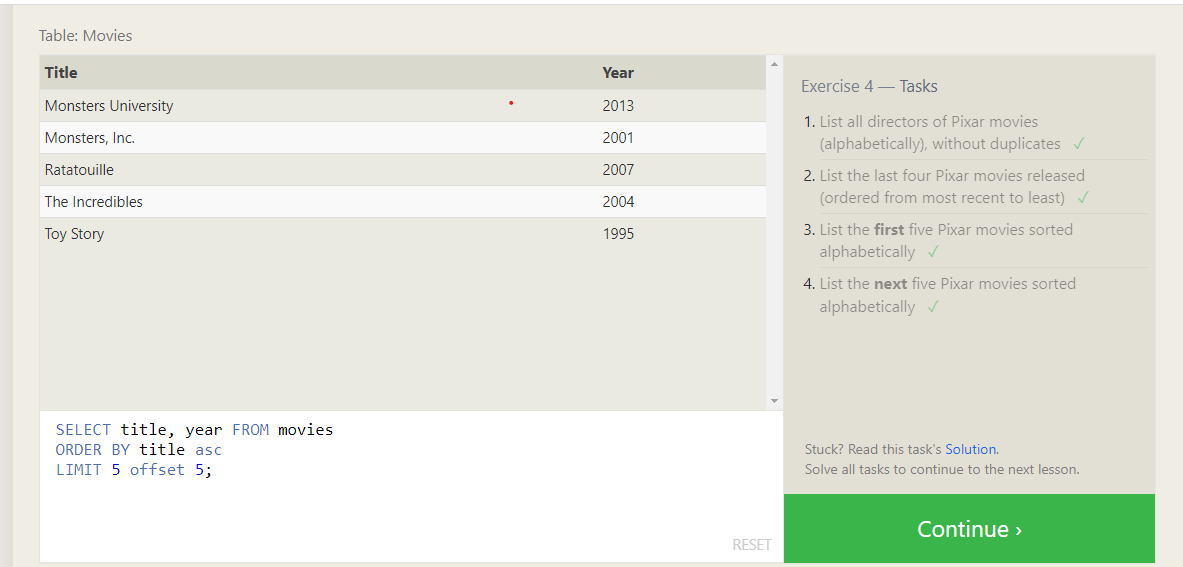 Table: Movies
Title Year
Monsters University 2013
Monsters, Inc. 2001
Ratatouille 2007
The Incredibles 2004
Toy Story 1995
SELECT title, year FROM movies
ORDER BY title asc
LIMIT 5 offset 5;
RESET
Exercise 4 — Tasks
1. List all directors of Pixar movies
(alphabetically), without duplicates ✓
2. List the last four Pixar movies released
(ordered from most recent to least) ✓
3. List the first five Pixar movies sorted
alphabetically ✓
4. List the next five Pixar movies sorted
alphabetically ✓
Stuck? Read this task's Solution.
Solve all tasks to continue to the next lesson.
Continue ›